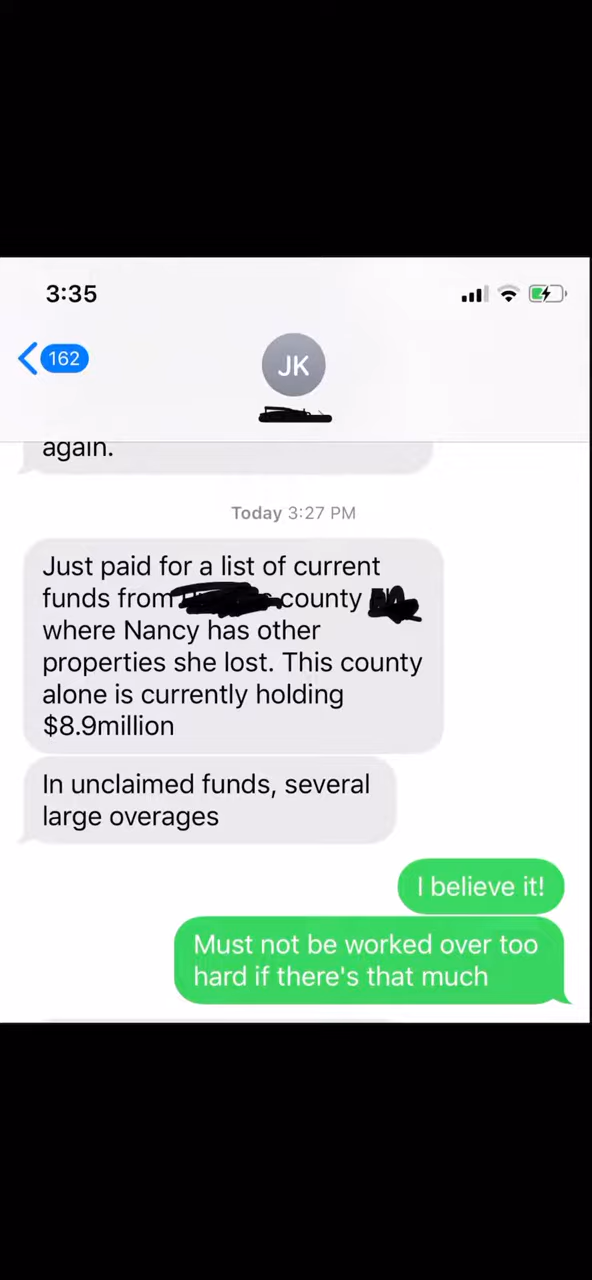 3:35
162
JK
again.
Today 3:27 PM
Just paid for a list of current
funds from county
where Nancy has other
properties she lost. This county
alone is currently holding
$8.9million
In unclaimed funds, several
large overages
I believe it!
Must not be worked over too
hard if there's that much